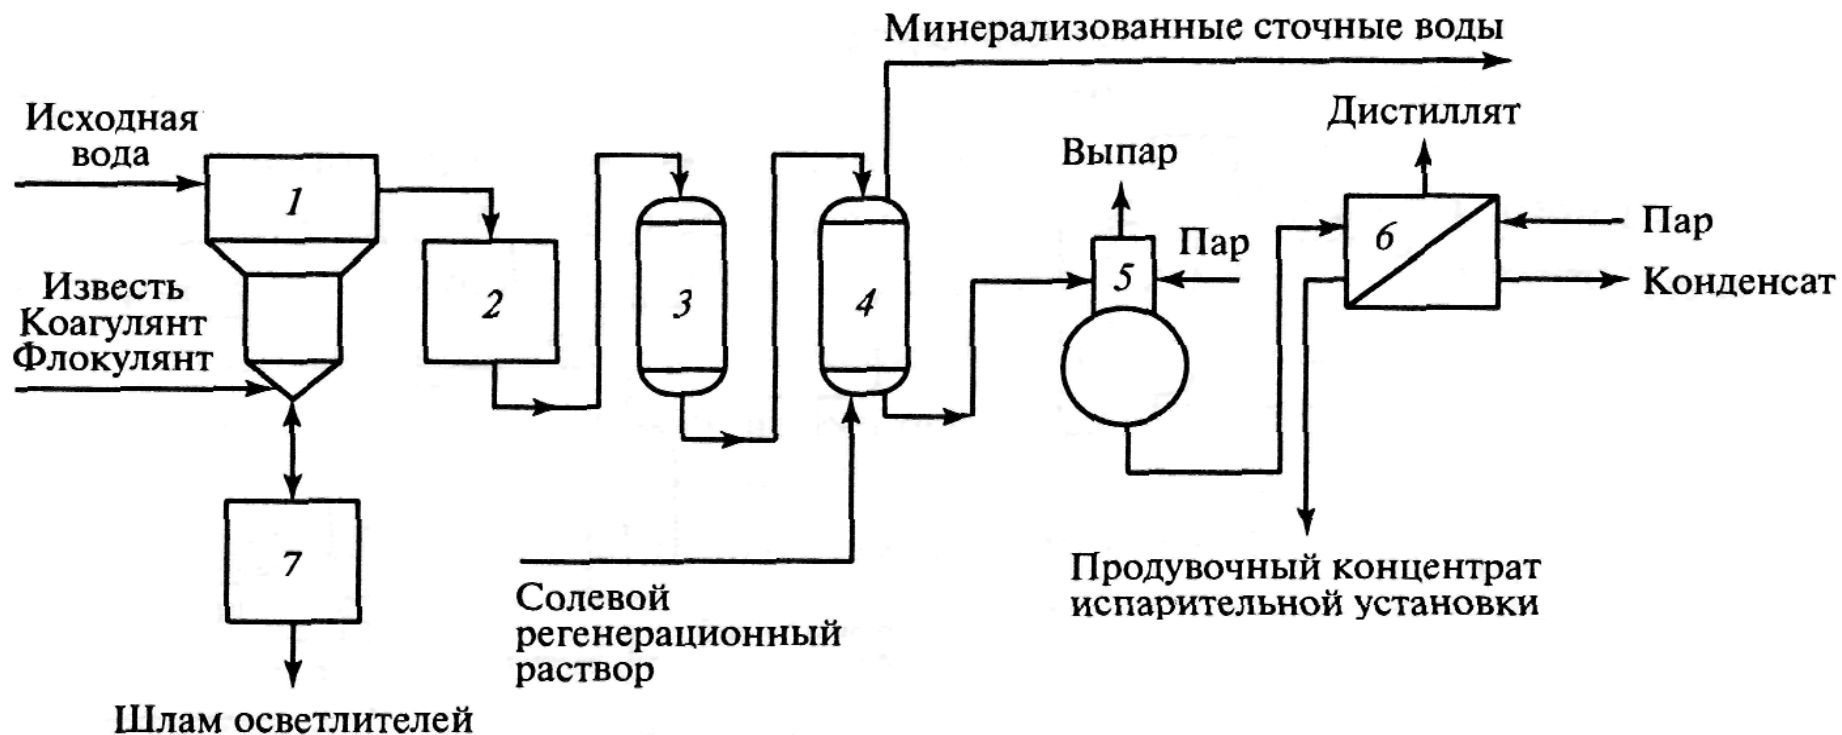 Минерализованные сточные воды
Исходная
вода
Дистиллят
Выпар
1
Пар
6
Пар
5
Известь
Коагулянт
Флокулянт
2
3
4
Конденсат
7
Продувочный концентрат
испарительной установки
Солевой
регенерационный
раствор
Шлам осветлителей